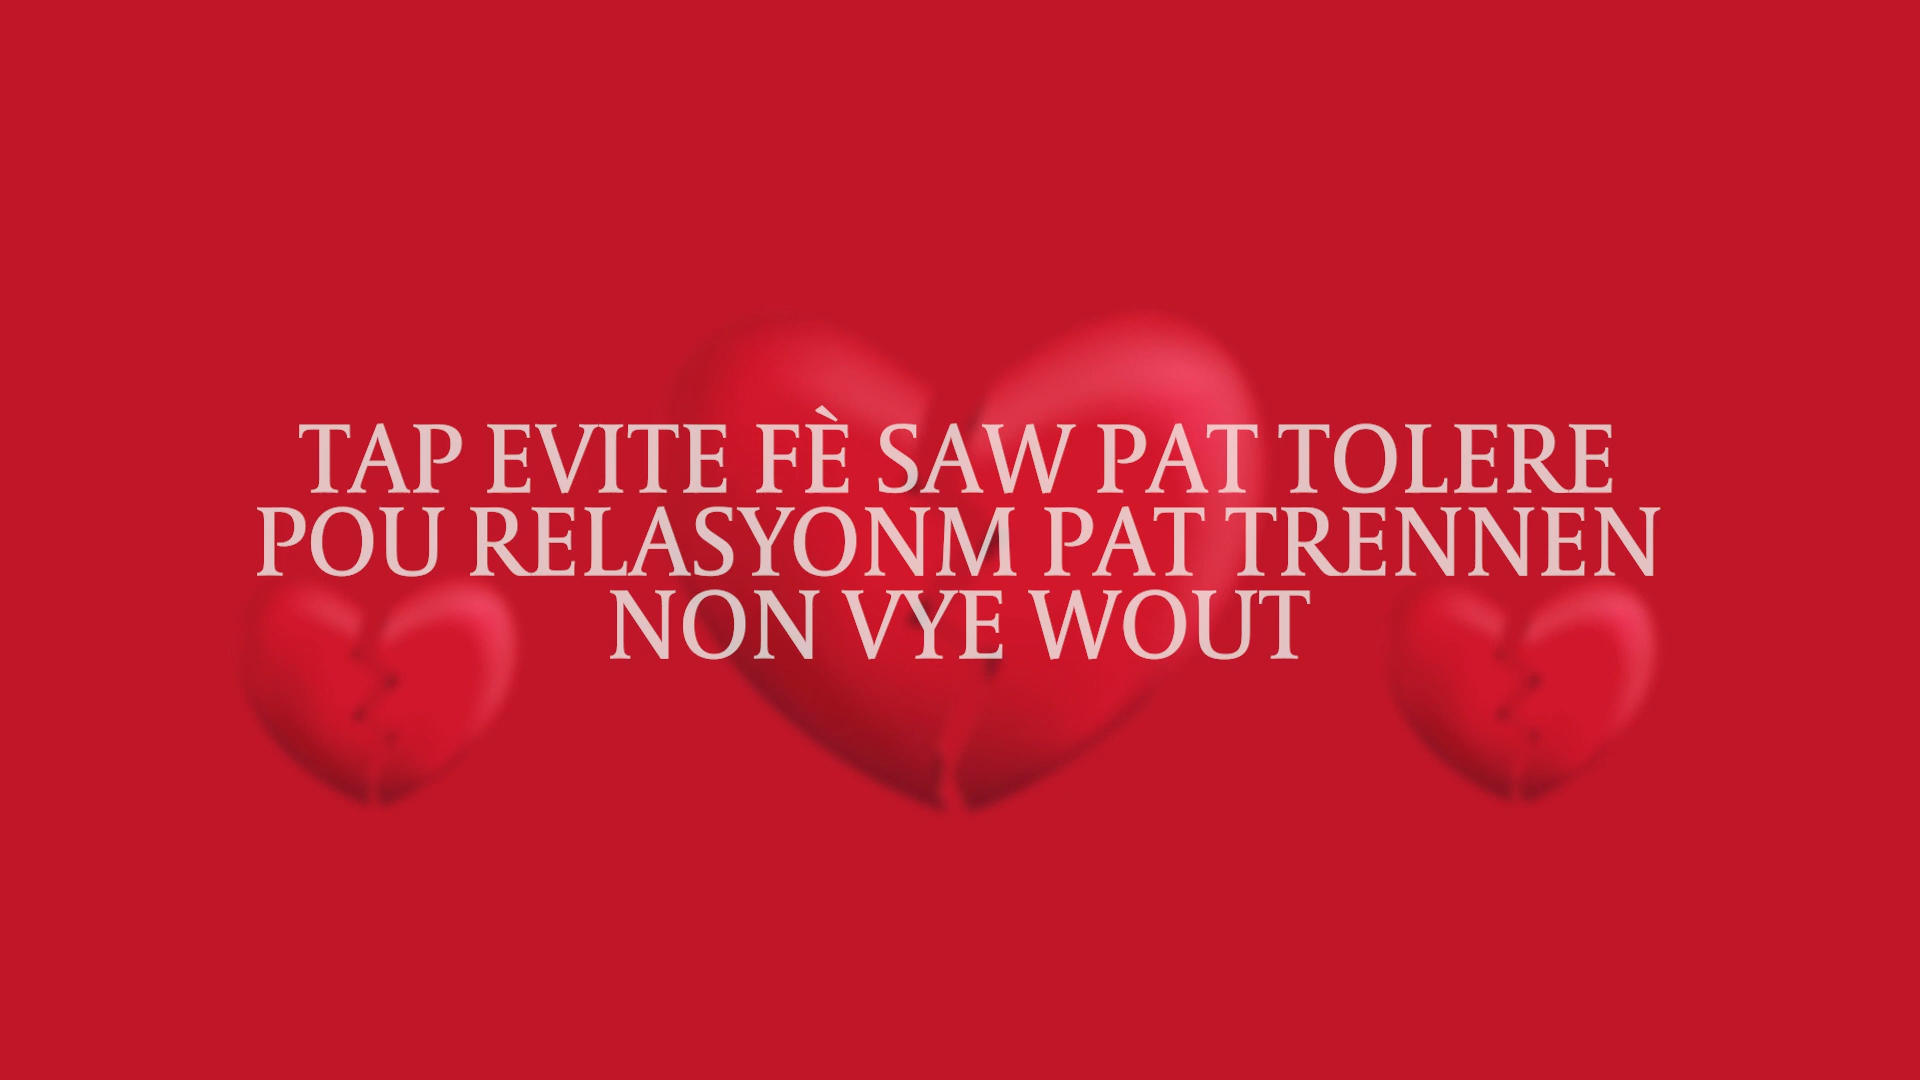 TAP EVITE FÈ SAW PAT TOLERE
POU RELASYONM PAT TRENNEN
NON VYE WOUT